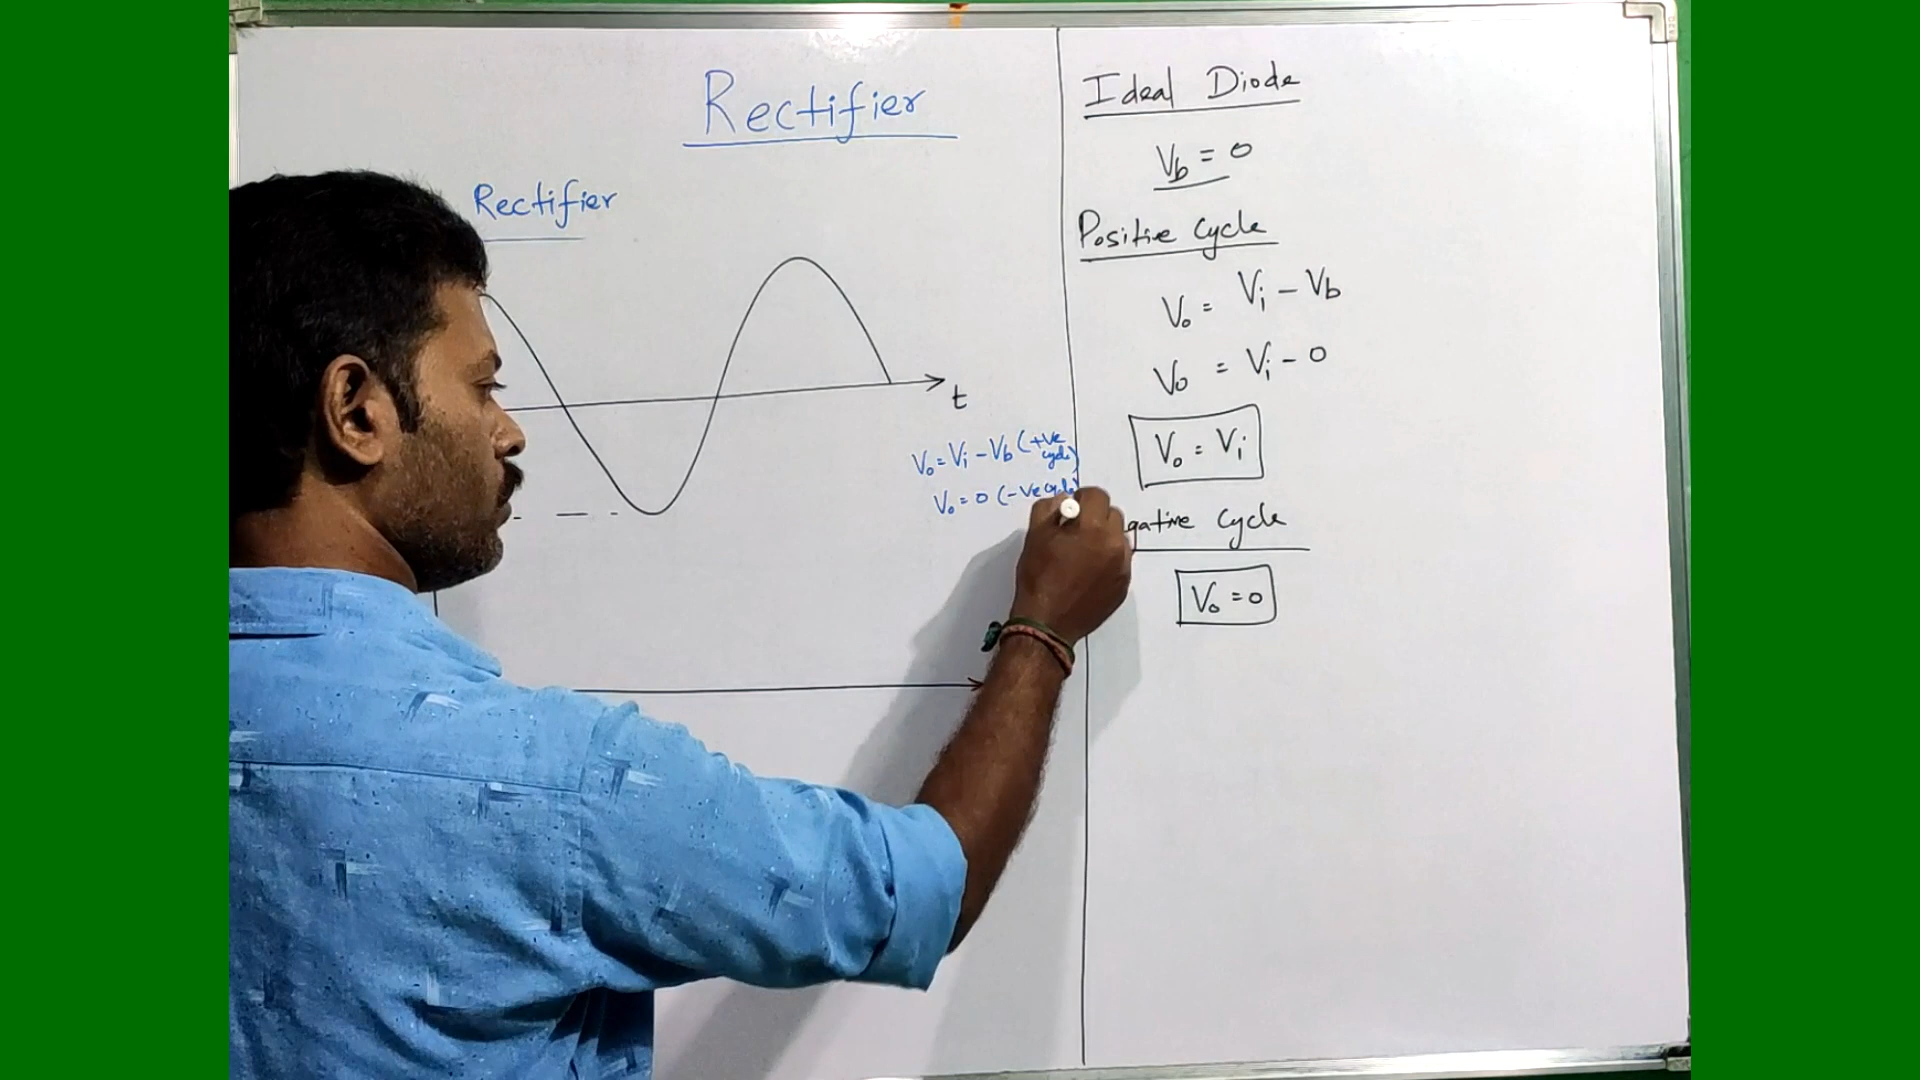 Rectifier
Rectifier
t
Vo = Vi - Vb (+ve cycle)
Vo = 0 (-ve cycle)
Ideal Diode
Vb = 0
Positive Cycle
Vo = Vi - Vb
Vo = Vi - 0
Vo = Vi
gative Cycle
Vo = 0